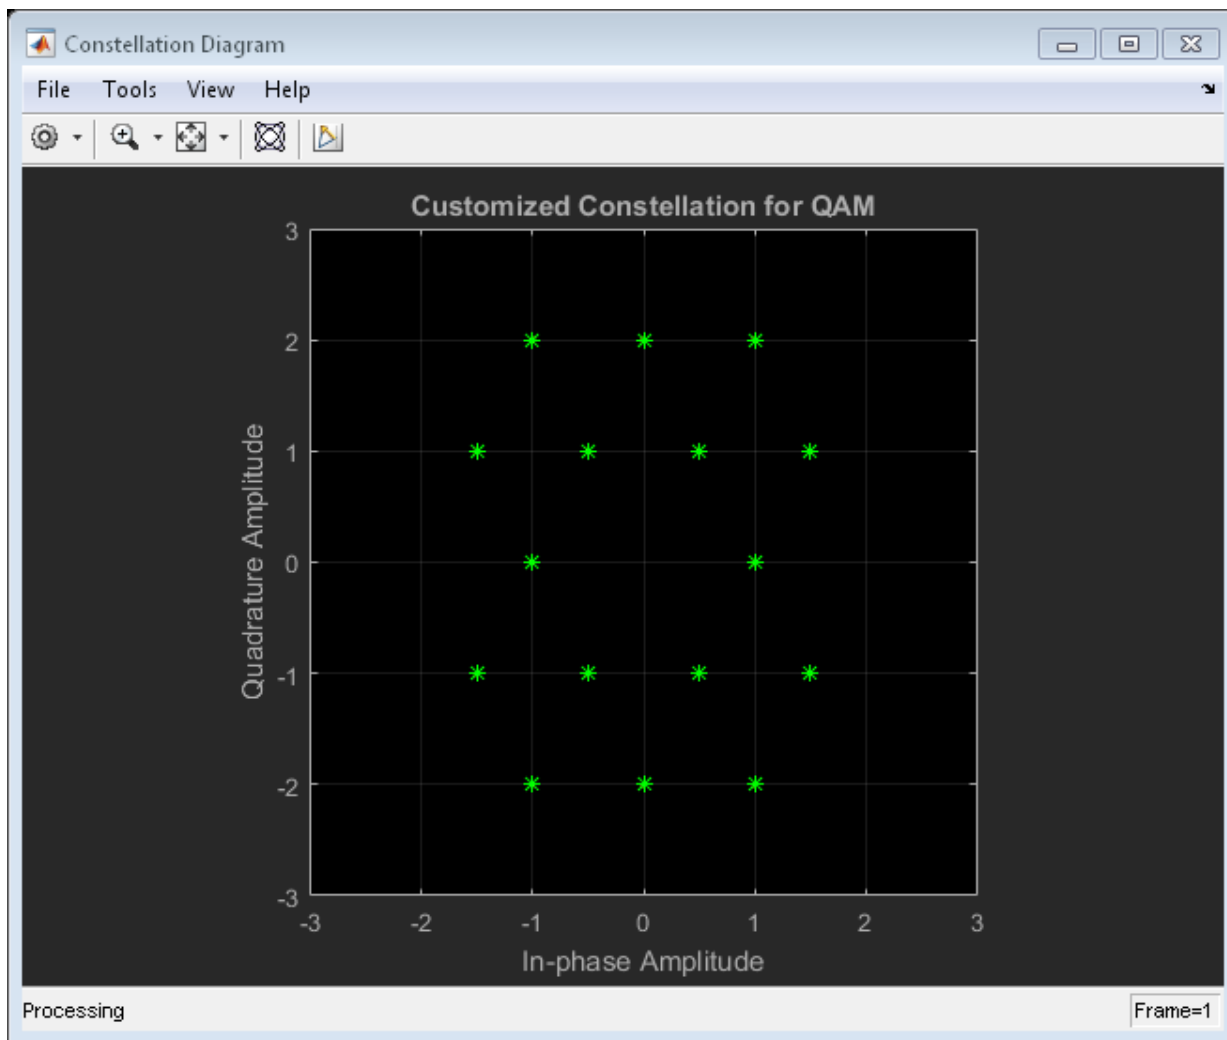 Constellation Diagram
File Tools View Help
Customized Constellation for QAM
3
2
1
0
-1
-2
-3
Quadrature Amplitude
-3 -2 -1 0 1 2 3
In-phase Amplitude
Processing Frame=1